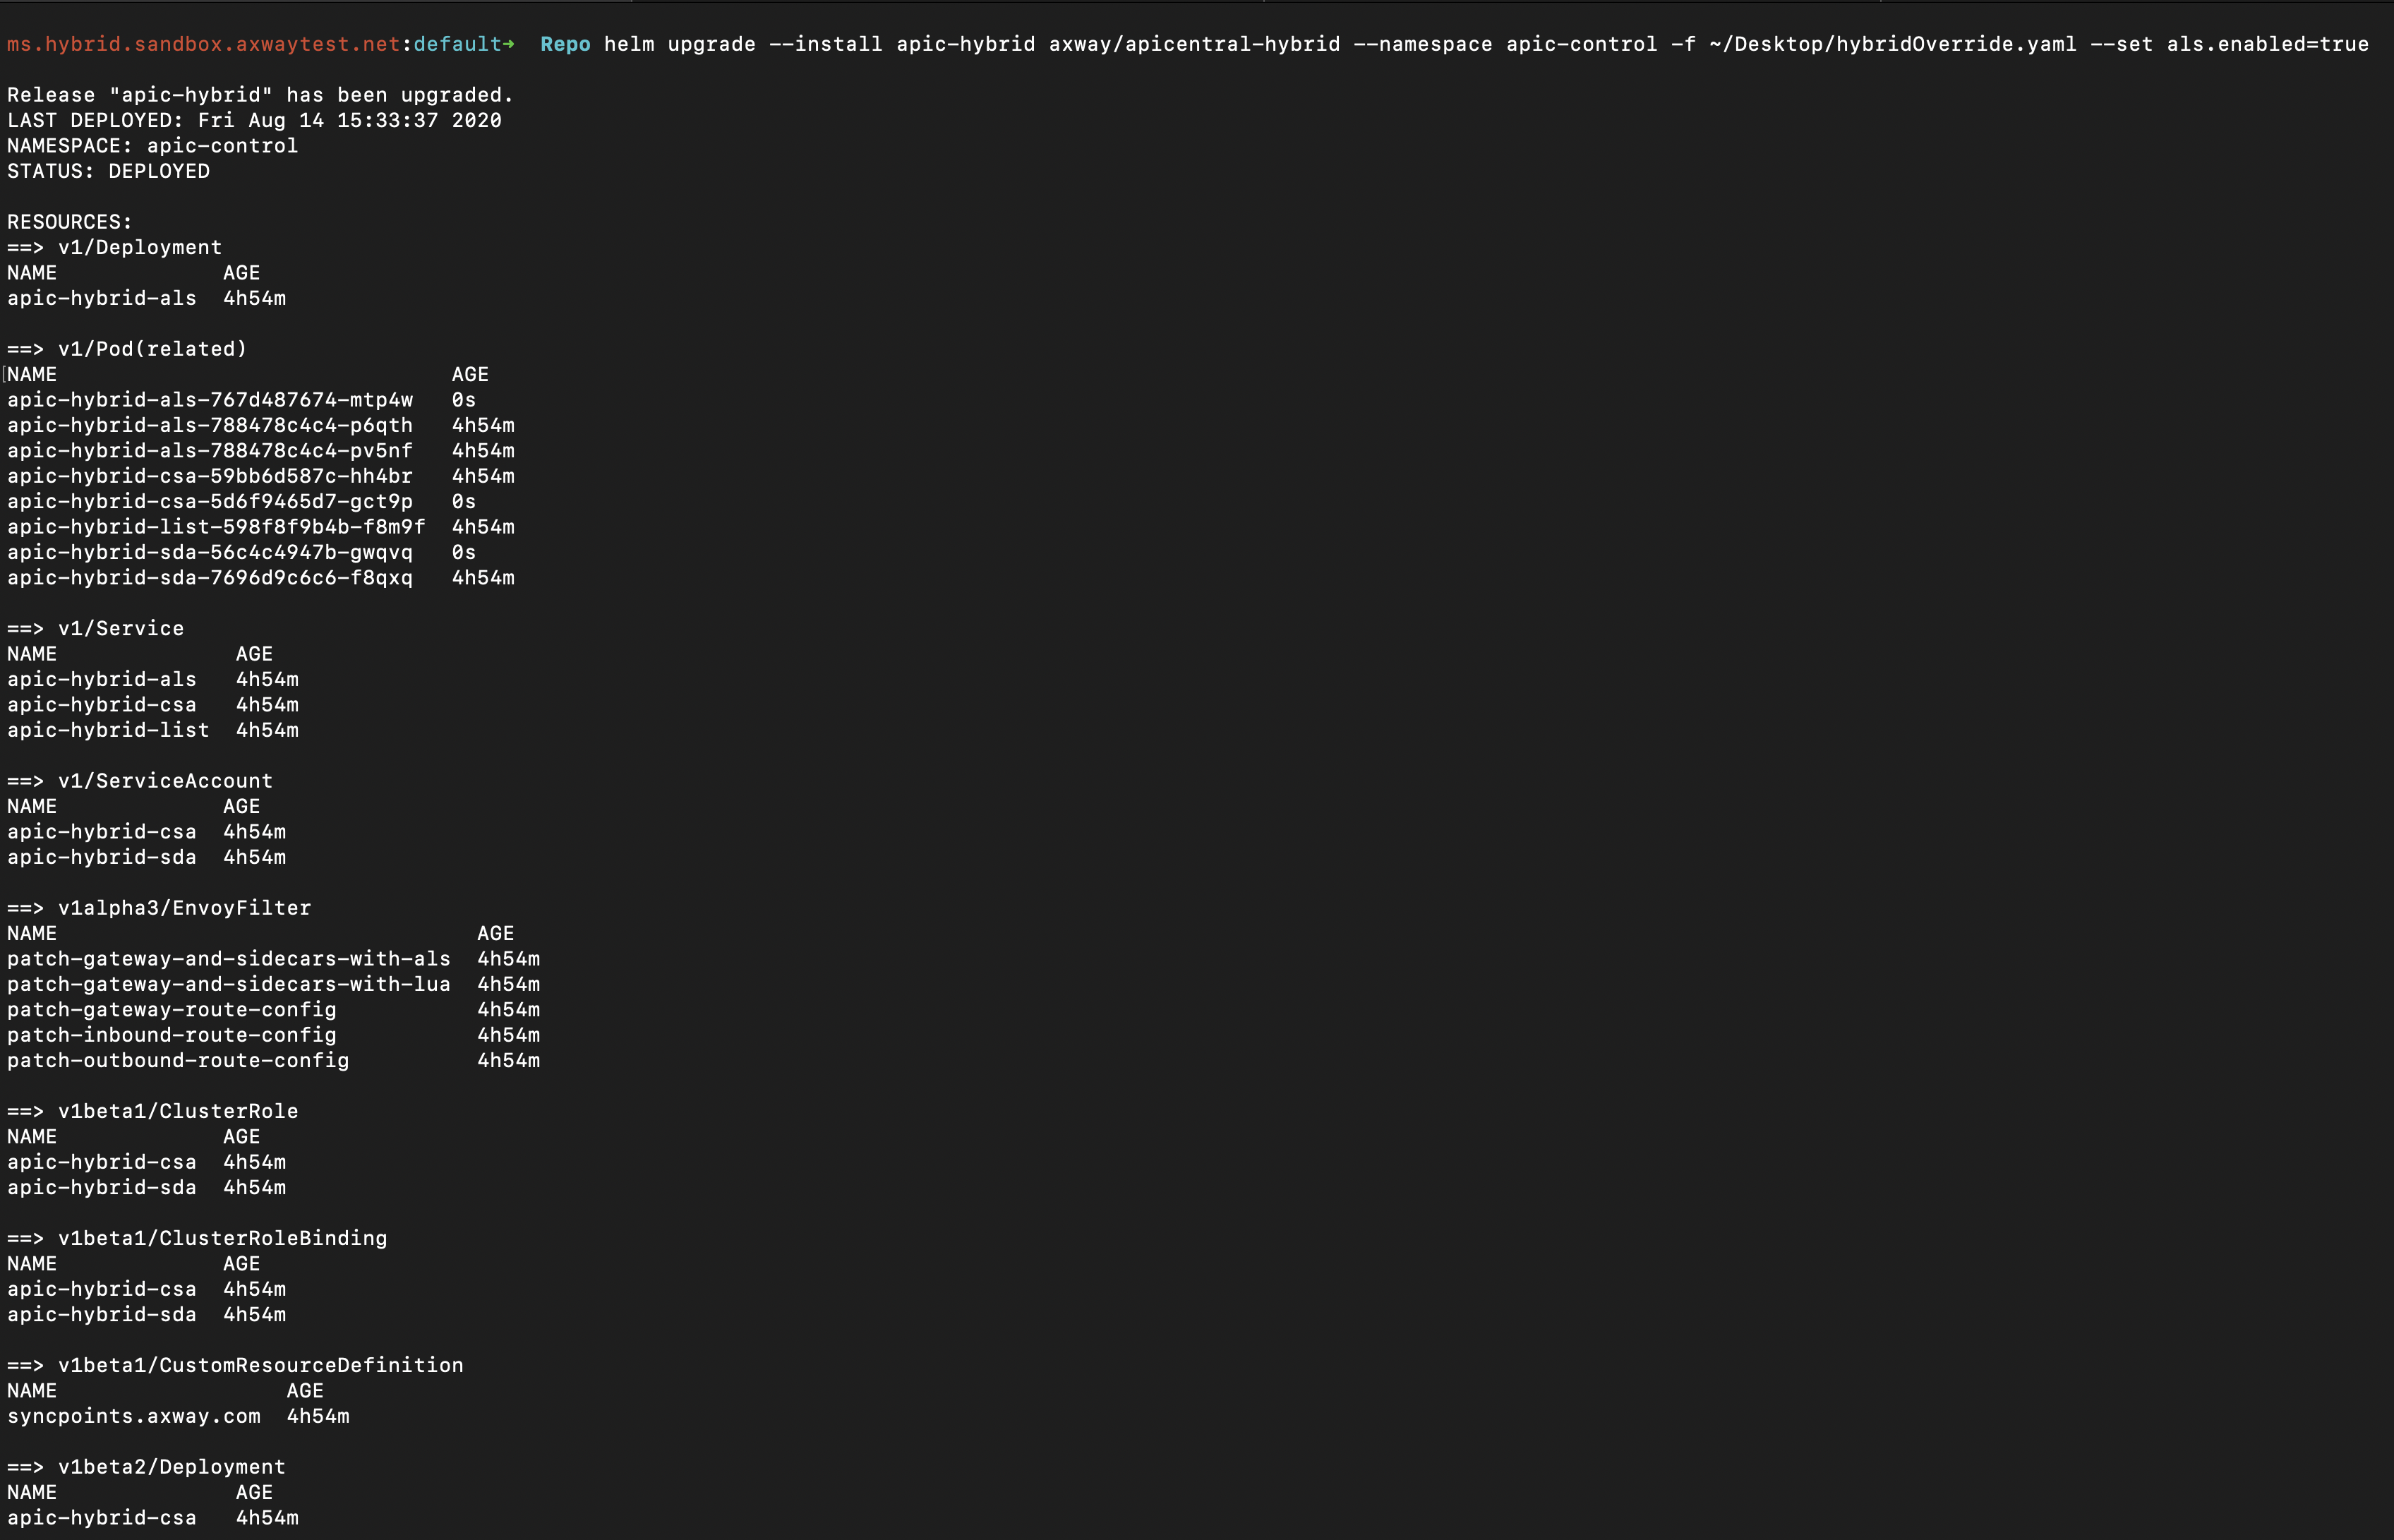 ms.hybrid.sandbox.axwaytest.net:default→ Repo helm upgrade --install apic-hybrid axway/apicentral-hybrid --namespace apic-control -f ~/Desktop/hybridOverride.yaml --set als.enabled=true
Release "apic-hybrid" has been upgraded.
LAST DEPLOYED: Fri Aug 14 15:33:37 2020
NAMESPACE: apic-control
STATUS: DEPLOYED
RESOURCES:
==> v1/Deployment
NAME AGE
apic-hybrid-als 4h54m
==> v1/Pod(related)
[NAME AGE
apic-hybrid-als-767d487674-mtp4w 0s
apic-hybrid-als-788478c4c4-p6qth 4h54m
apic-hybrid-als-788478c4c4-pv5nf 4h54m
apic-hybrid-csa-59bb6d587c-hh4br 4h54m
apic-hybrid-csa-5d6f9465d7-gct9p 0s
apic-hybrid-list-598f8f9b4b-f8m9f 4h54m
apic-hybrid-sda-56c4c4947b-gwqvq 0s
apic-hybrid-sda-7696d9c6c6-f8qxq 4h54m
==> v1/Service
NAME AGE
apic-hybrid-als 4h54m
apic-hybrid-csa 4h54m
apic-hybrid-list 4h54m
==> v1/ServiceAccount
NAME AGE
apic-hybrid-csa 4h54m
apic-hybrid-sda 4h54m
==> v1alpha3/EnvoyFilter
NAME AGE
patch-gateway-and-sidecars-with-als 4h54m
patch-gateway-and-sidecars-with-lua 4h54m
patch-gateway-route-config 4h54m
patch-inbound-route-config 4h54m
patch-outbound-route-config 4h54m
==> v1beta1/ClusterRole
NAME AGE
apic-hybrid-csa 4h54m
apic-hybrid-sda 4h54m
==> v1beta1/ClusterRoleBinding
NAME AGE
apic-hybrid-csa 4h54m
apic-hybrid-sda 4h54m
==> v1beta1/CustomResourceDefinition
NAME AGE
syncpoints.axway.com 4h54m
==> v1beta2/Deployment
NAME AGE
apic-hybrid-csa 4h54m